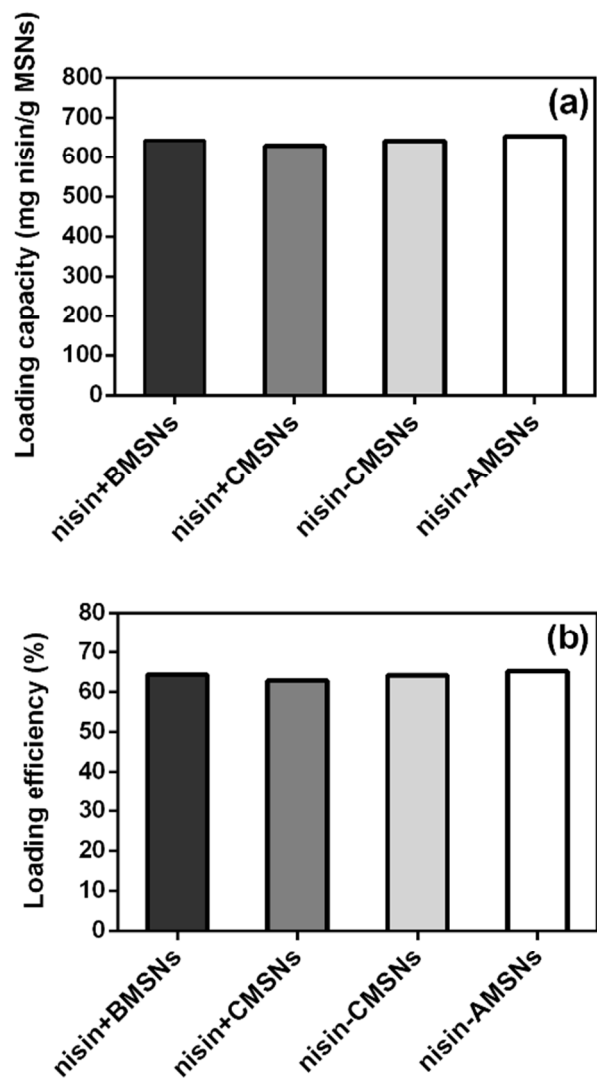 Loading capacity (mg nisin/g MSNs)
800
700
600
500
400
300
200
100
0
(a)
nisin+BMSNs
nisin+CMSNs
nisin-CMSNs
nisin-AMSNs
Loading efficiency (%)
80
70
60
50
40
30
20
10
0
(b)
nisin+BMSNs
nisin+CMSNs
nisin-CMSNs
nisin-AMSNs